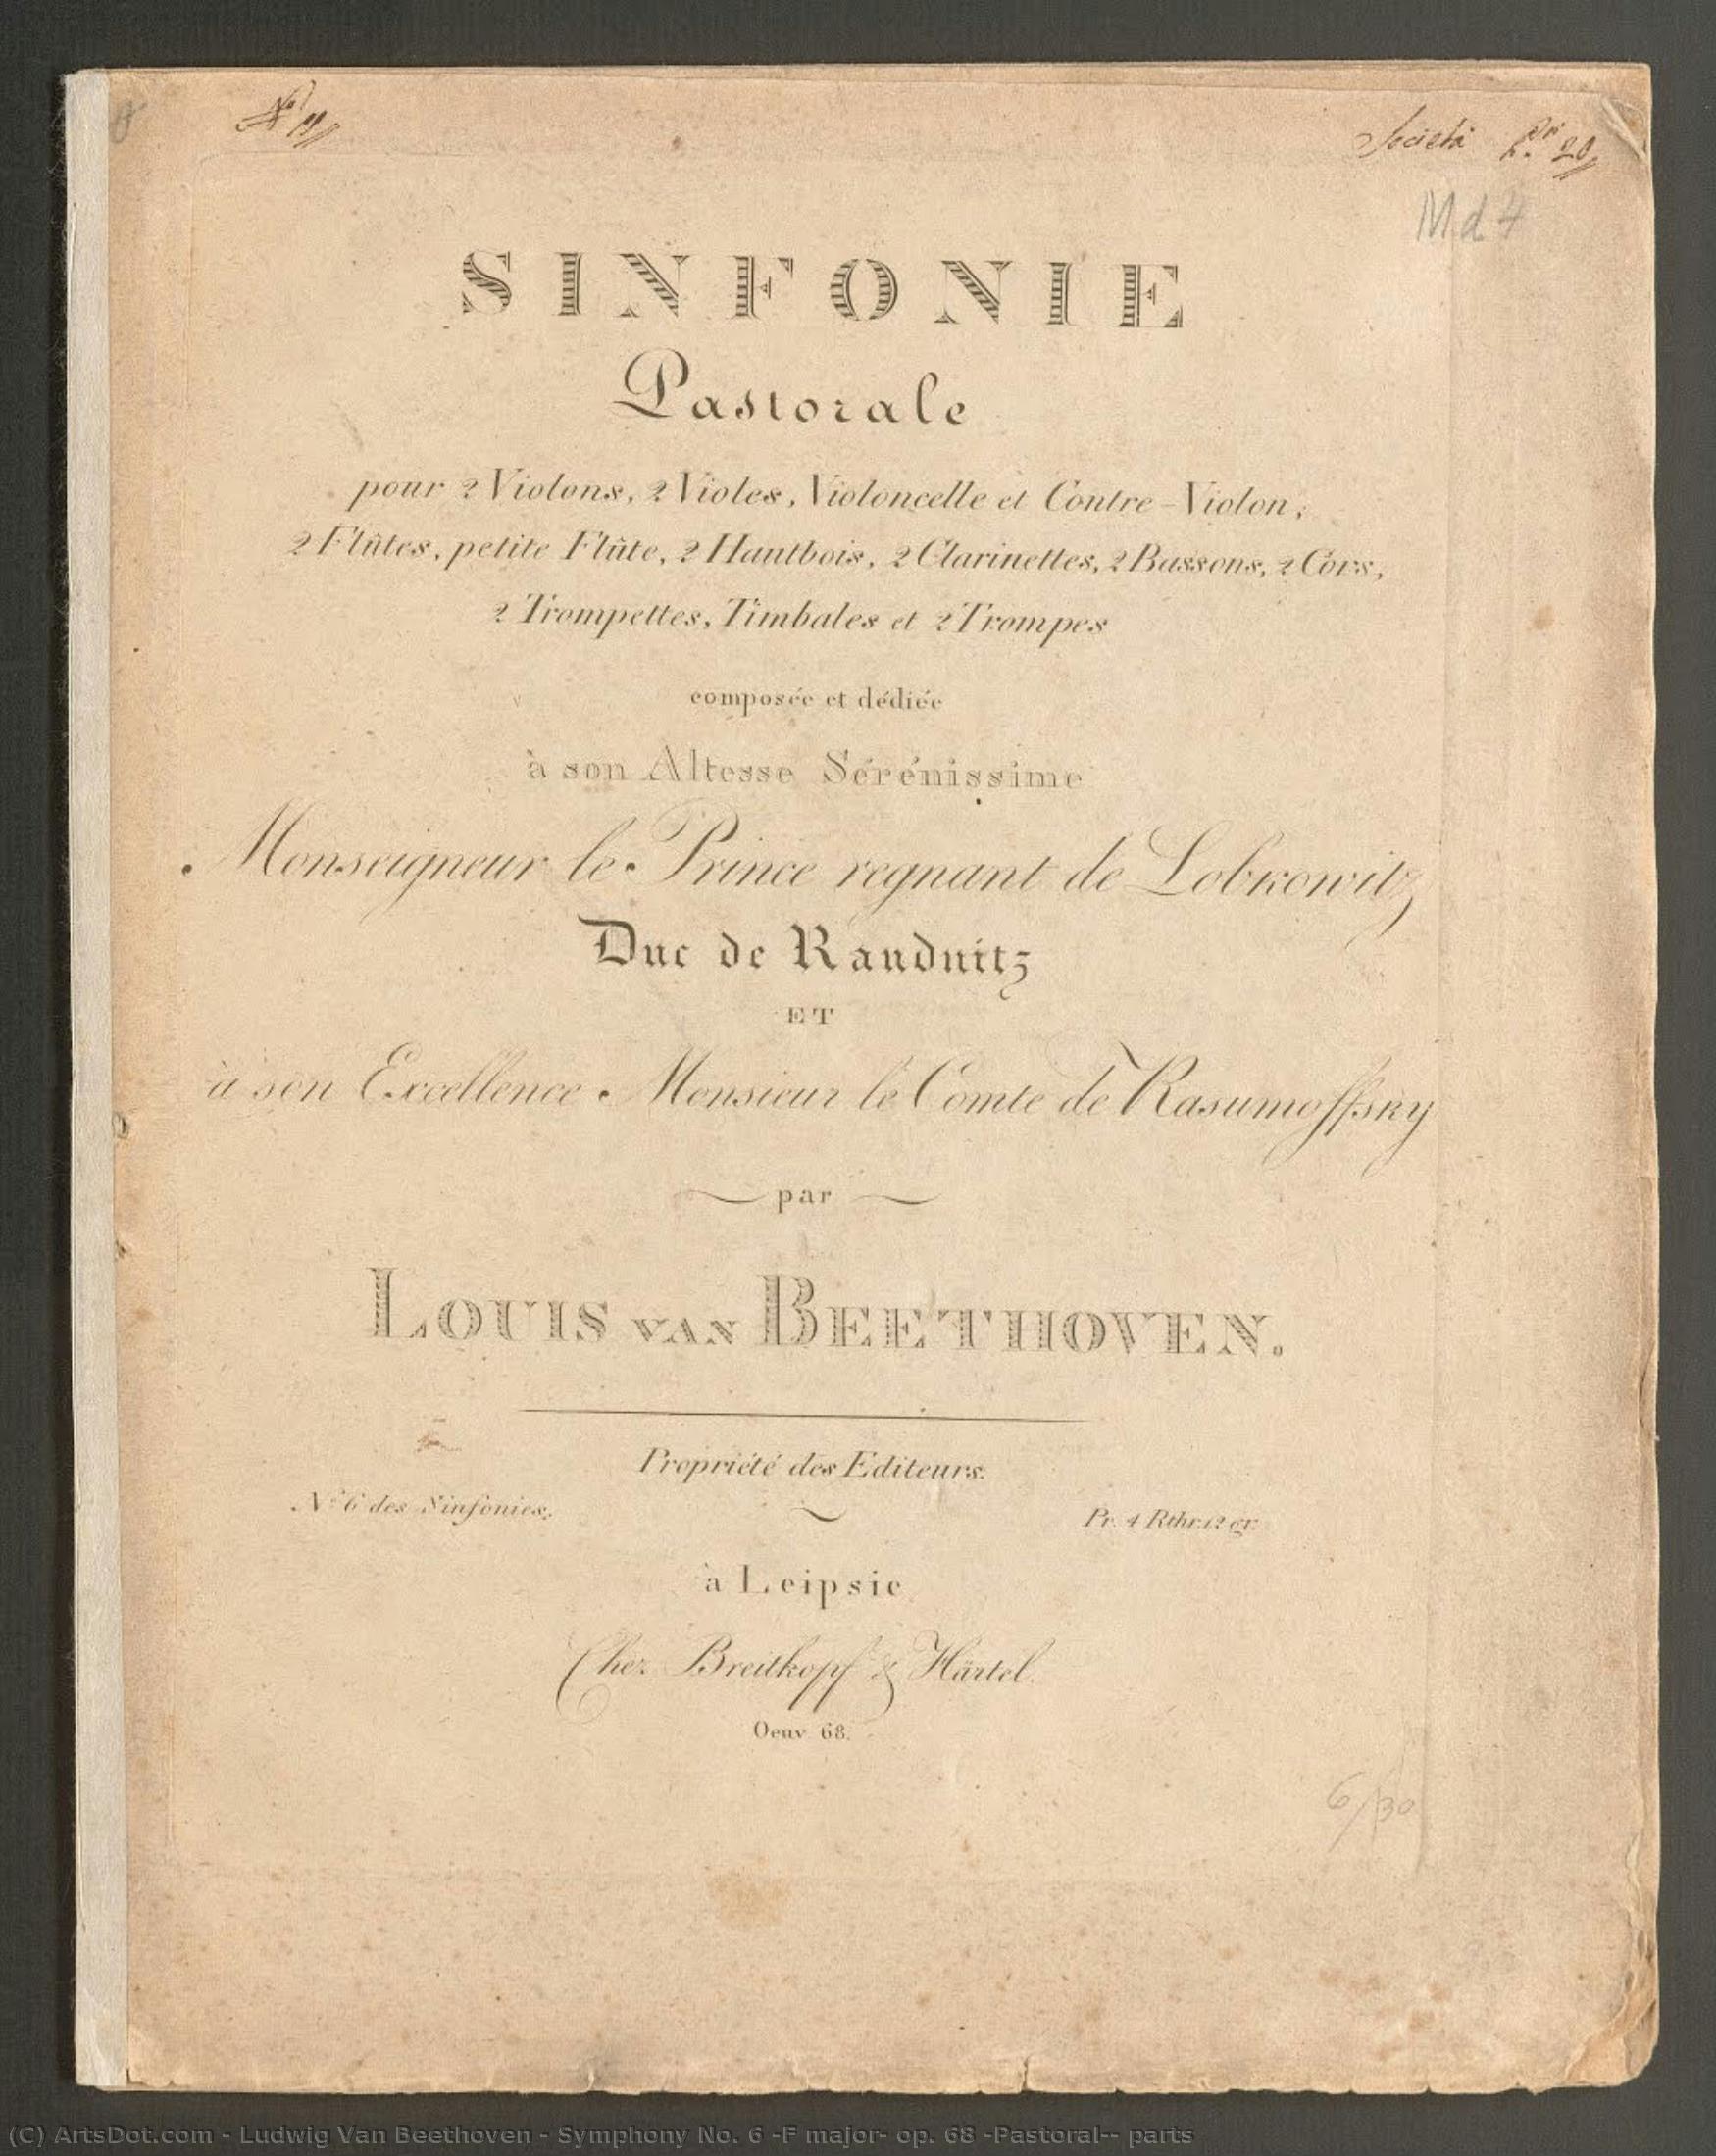 Società
Md 4
SINFONIE
Pastorale
pour 2 Violons, 2 Violes, Violoncelle et Contre-Violon,
2 Flûtes, petite Flûte, 2 Hautbois, 2 Clarinettes, 2 Bassons, 2 Cors,
2 Trompettes, Timbales et 2 Trompes
composée et dédiée
à son Altesse Sérénissime
Monseigneur le Prince regnant de Lobkowitz
Duc de Raudnitz
ET
à son Excellence Monsieur le Comte de Rasumoffsky
par
LOUIS VAN BEETHOVEN.
Propriété des Editeurs.
No 6 des Sinfonies.
Pr. 4 Rthr. 12 gr.
à Leipsic
Chez Breitkopf & Härtel.
Oeuv. 68.
6/30
(C) ArtsDot.com - Ludwig Van Beethoven - Symphony No. 6 -F major- op. 68 -Pastoral-- parts